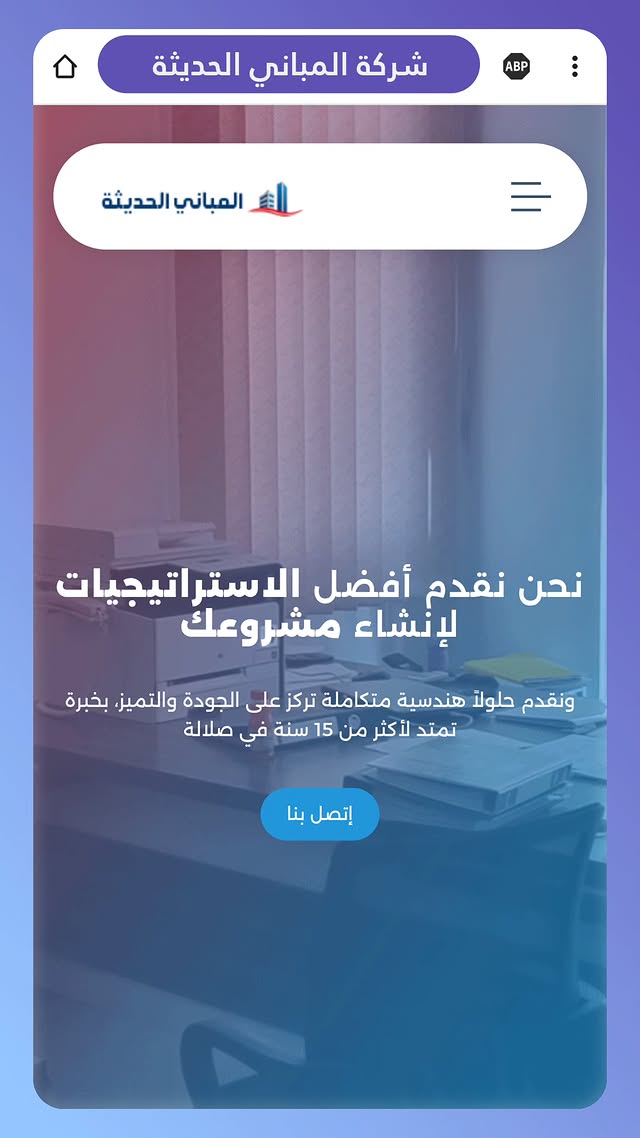 شركة المباني الحديثة
ABP
المباني الحديثة
نحن نقدم أفضل الاستراتيجيات
لإنشاء مشروعك
ونقدم حلولاً هندسية متكاملة تركز على الجودة والتميز، بخبرة
تمتد لأكثر من 15 سنة في صلالة
إتصل بنا